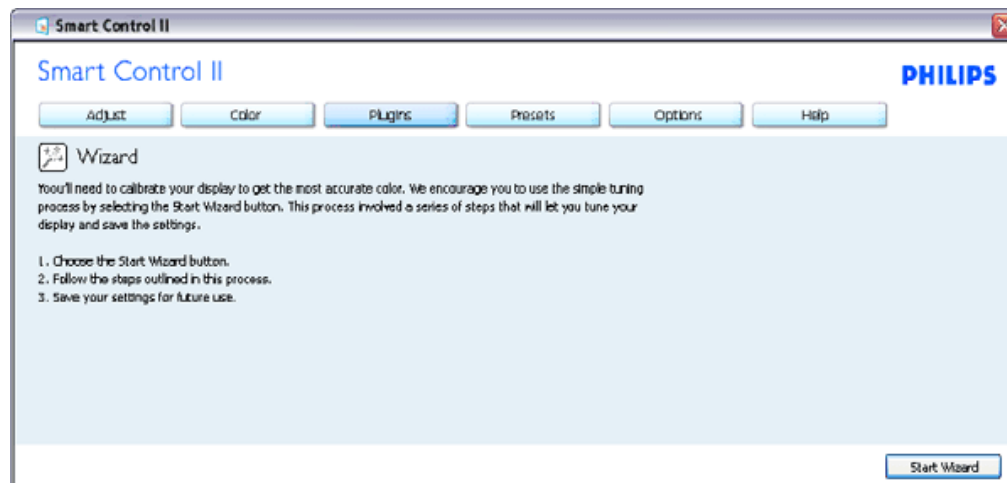 Smart Control II
Smart Control II
PHILIPS
Adjust Color Plugins Presets Options Help
Wizard
Yoou'll need to calibrate your display to get the most accurate color. We encourage you to use the simple tuning
process by selecting the Start Wizard button. This process involved a series of steps that will let you tune your
display and save the settings.
1. Choose the Start Wizard button.
2. Follow the steps outlined in this process.
3. Save your settings for future use.
Start Wizard